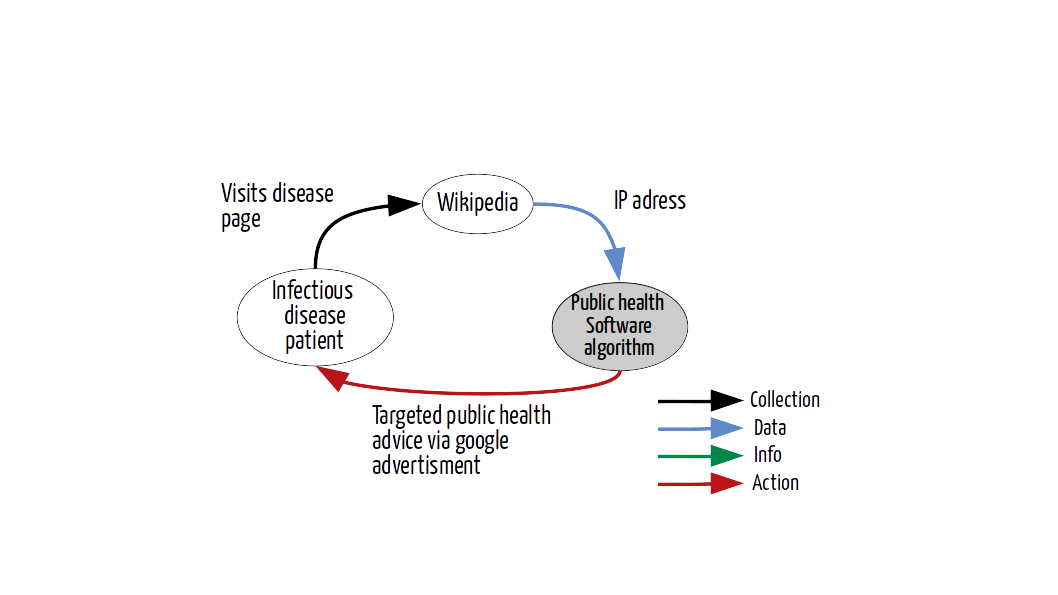 Visits disease
page
Wikipedia
IP adress
Infectious
disease
patient
Public health
Software
algorithm
Targeted public health
advice via google
advertisment
Collection
Data
Info
Action